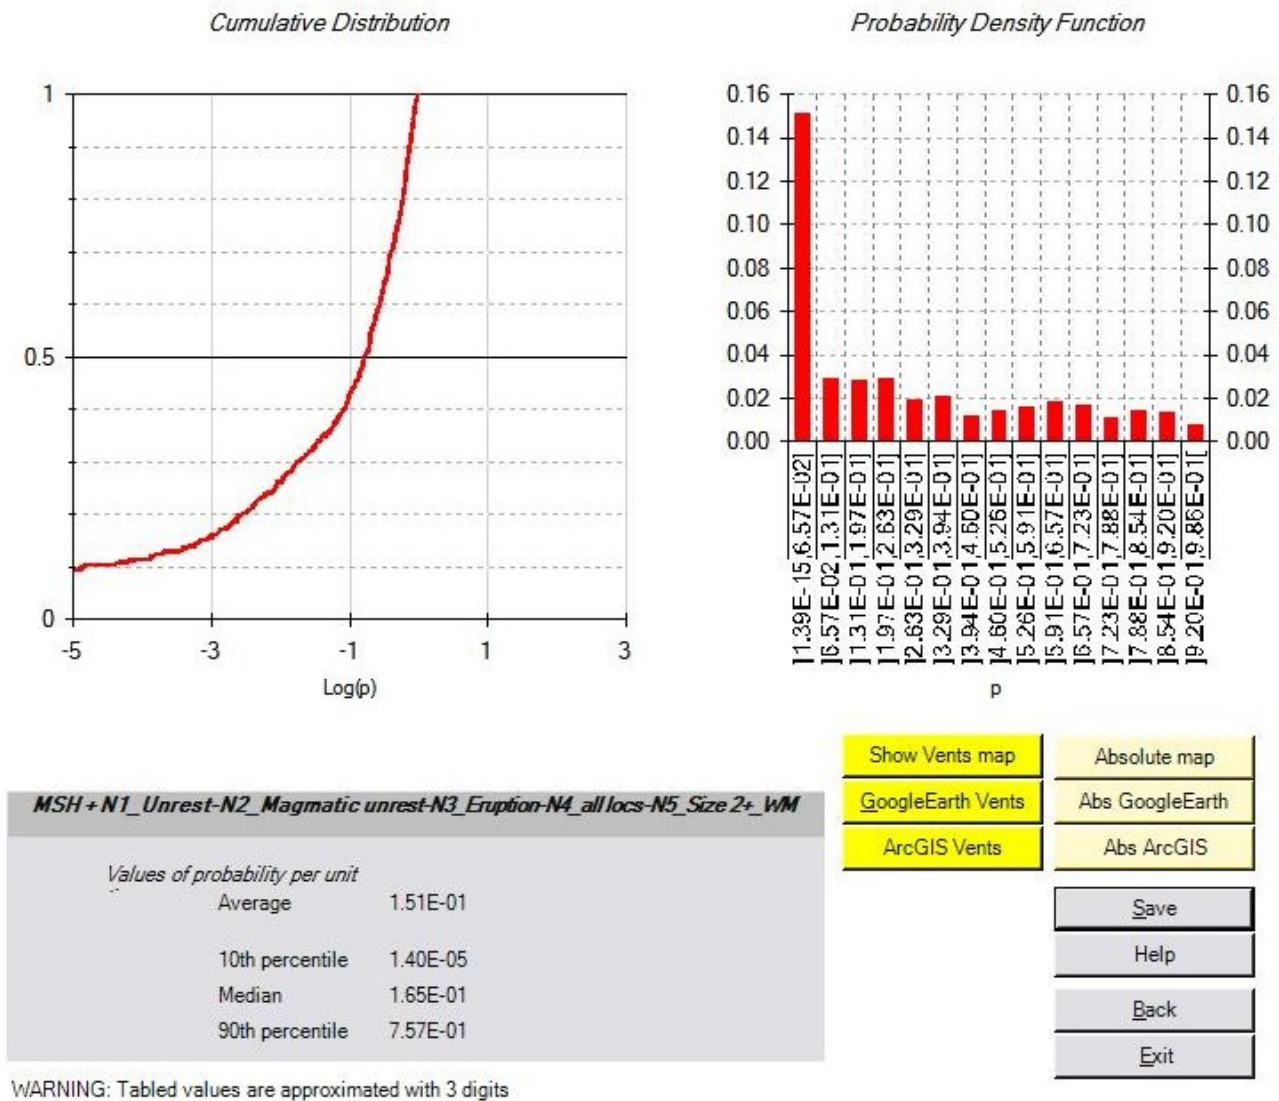 Cumulative Distribution
1
0.5
0
-5 -3 -1 1 3
Log(p)
Probability Density Function
0.16 0.16
0.14 0.14
0.12 0.12
0.10 0.10
0.08 0.08
0.06 0.06
0.04 0.04
0.02 0.02
0.00 0.00
]1.39E-15,6.57E-02]
]6.57E-02,1.31E-01]
]1.31E-01,1.97E-01]
]1.97E-01,2.63E-01]
]2.63E-01,3.29E-01]
]3.29E-01,3.94E-01]
]3.94E-01,4.60E-01]
]4.60E-01,5.26E-01]
]5.26E-01,5.91E-01]
]5.91E-01,6.57E-01]
]6.57E-01,7.23E-01]
]7.23E-01,7.88E-01]
]7.88E-01,8.54E-01]
]8.54E-01,9.20E-01]
]9.20E-01,9.86E-01[
p
Show Vents map Absolute map
GoogleEarth Vents Abs GoogleEarth
ArcGIS Vents Abs ArcGIS
Save
Help
Back
Exit
MSH + N1_Unrest-N2_Magmatic unrest-N3_Eruption-N4_all locs-N5_Size 2+_WM
Values of probability per unit
Average 1.51E-01
10th percentile 1.40E-05
Median 1.65E-01
90th percentile 7.57E-01
WARNING: Tabled values are approximated with 3 digits